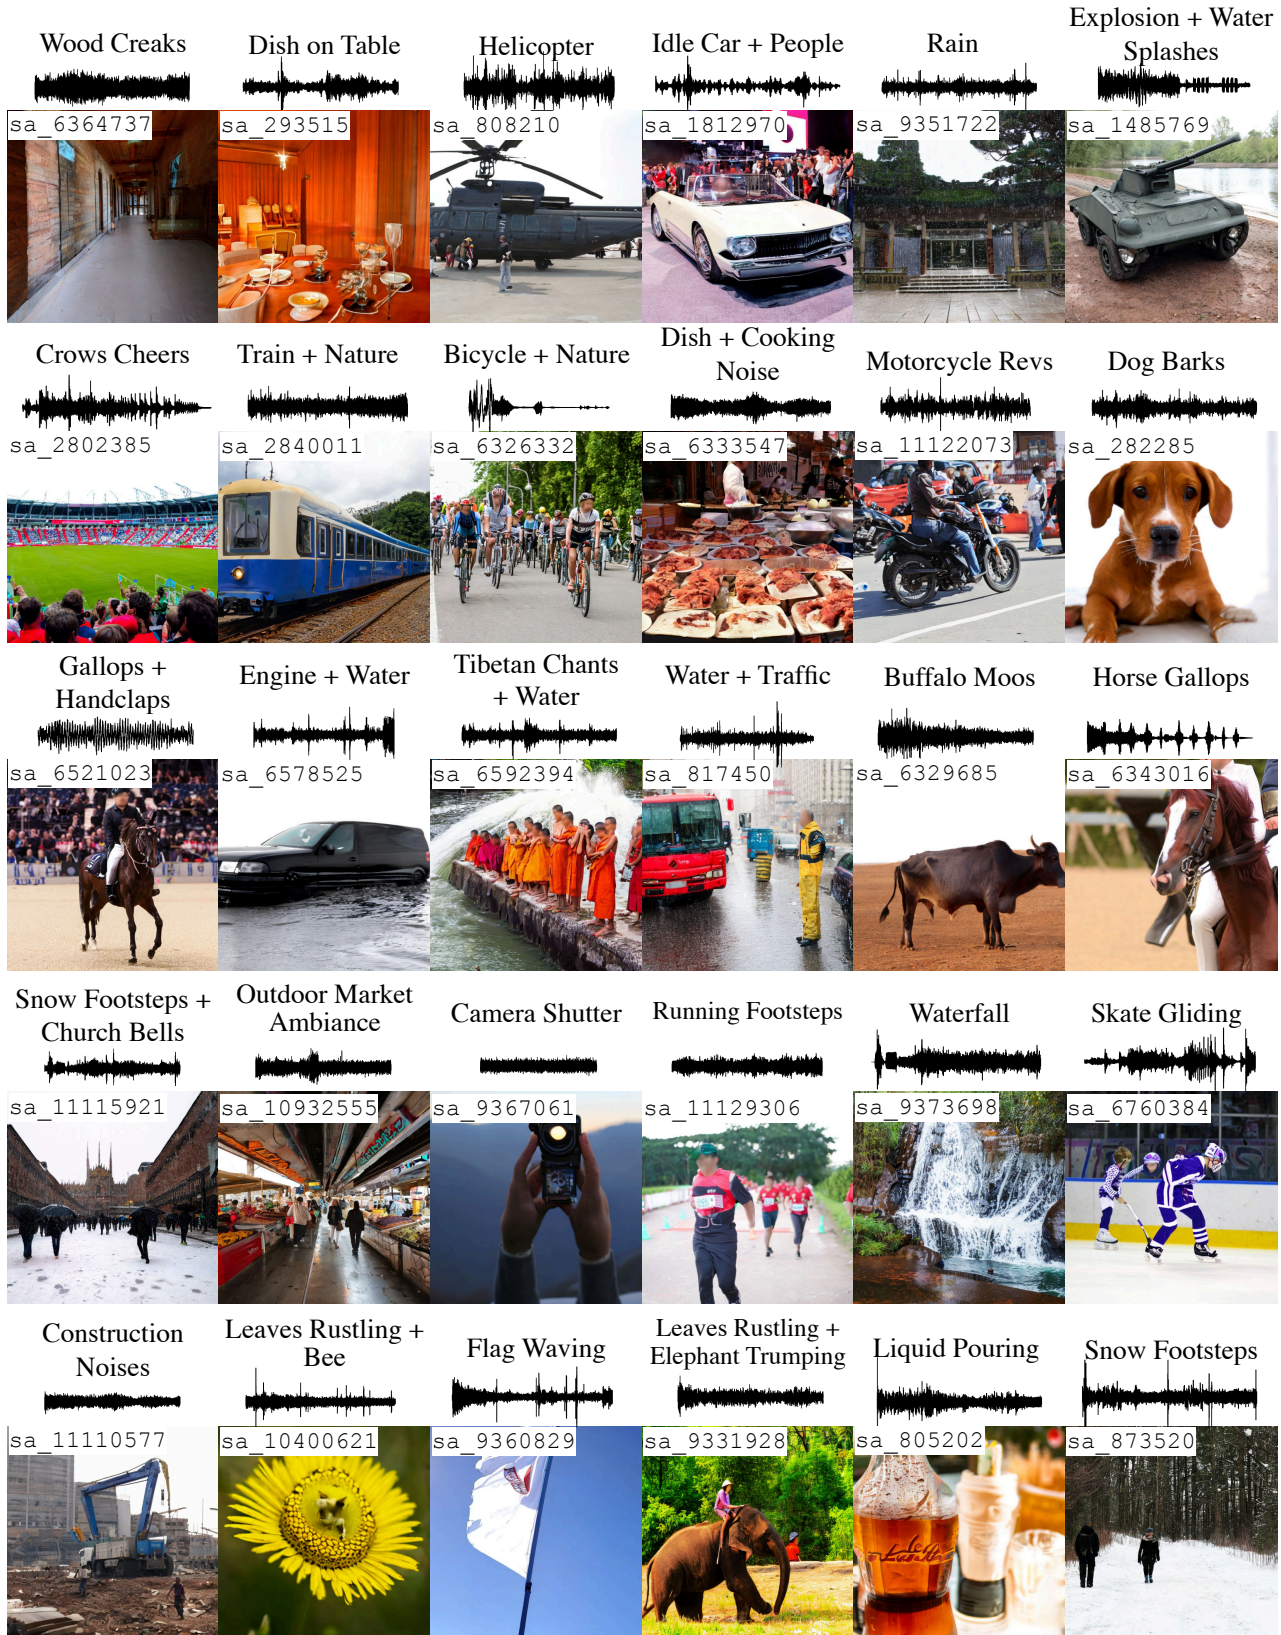 Wood Creaks
Dish on Table
Helicopter
Idle Car + People
Rain
Explosion + Water
Splashes
sa_6364737
sa_293515
sa_808210
sa_1812970
sa_9351722
sa_1485769
Crows Cheers
Train + Nature
Bicycle + Nature
Dish + Cooking
Noise
Motorcycle Revs
Dog Barks
sa_2802385
sa_2840011
sa_6326332
sa_6333547
sa_11122073
sa_282285
Gallops +
Handclaps
Engine + Water
Tibetan Chants
+ Water
Water + Traffic
Buffalo Moos
Horse Gallops
sa_6521023
sa_6578525
sa_6592394
sa_817450
sa_6329685
sa_6343016
Snow Footsteps +
Church Bells
Outdoor Market
Ambiance
Camera Shutter
Running Footsteps
Waterfall
Skate Gliding
sa_11115921
sa_10932555
sa_9367061
sa_11129306
sa_9373698
sa_6760384
Construction
Noises
Leaves Rustling +
Bee
Flag Waving
Leaves Rustling +
Elephant Trumping
Liquid Pouring
Snow Footsteps
sa_11110577
sa_10400621
sa_9360829
sa_9331928
sa_805202
sa_873520